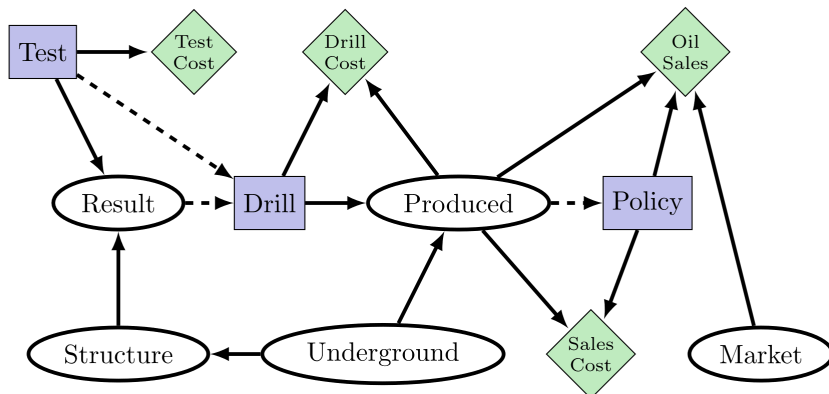 Test
Test
Cost
Drill
Cost
Oil
Sales
Result
Drill
Produced
Policy
Structure
Underground
Sales
Cost
Market